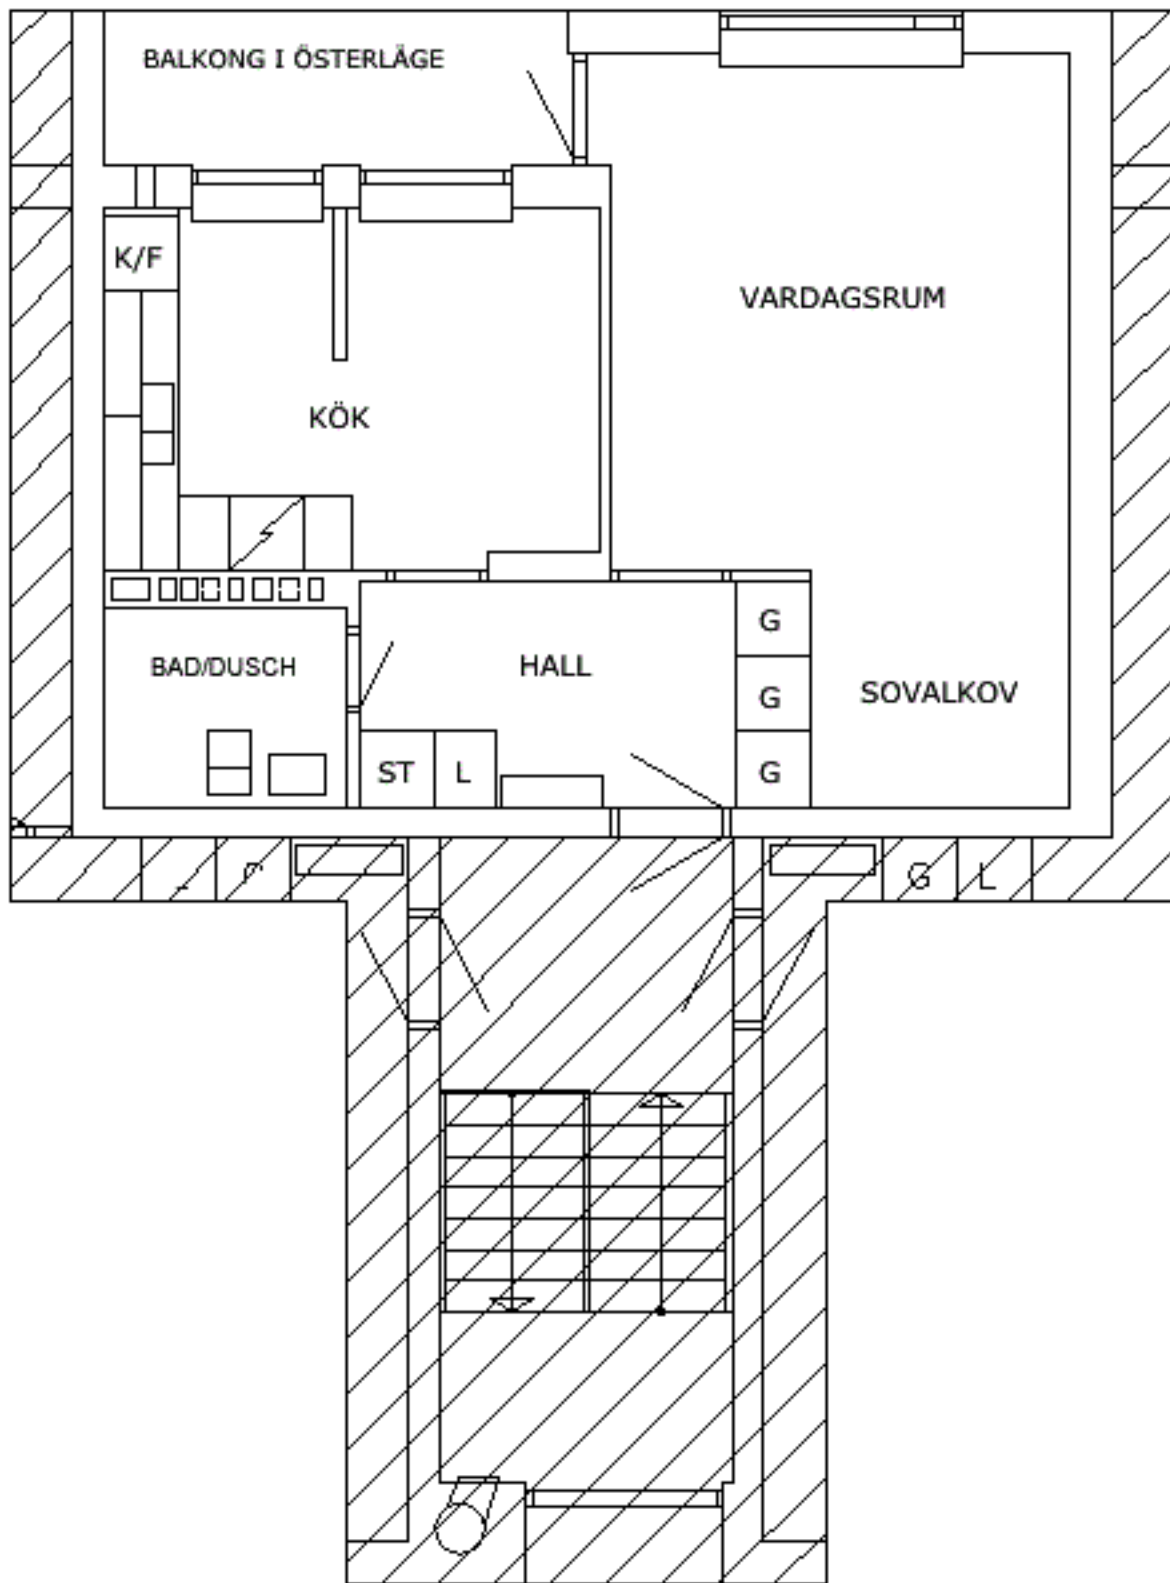 BALKONG I ÖSTERLÄGE
K/F
VARDAGSRUM
KÖK
G
BAD/DUSCH
HALL
G
SOVALKOV
ST
L
G
G
L